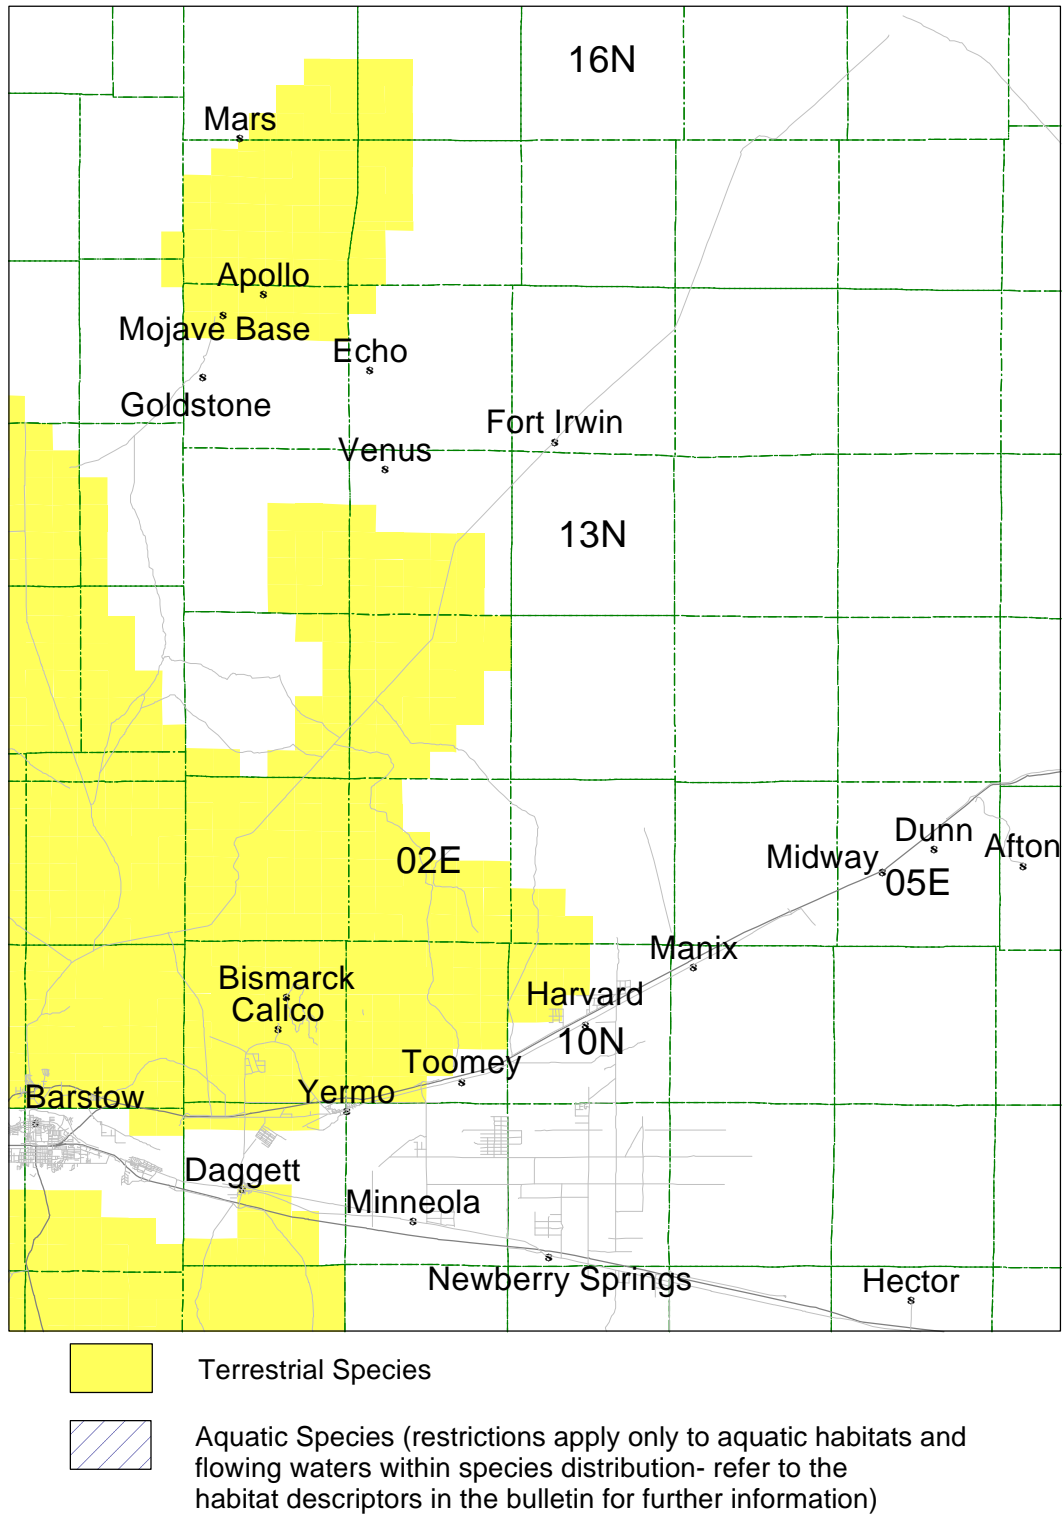 16N
Mars
Apollo
Mojave Base
Echo
Goldstone
Fort Irwin
Venus
13N
Dunn
Afton
Midway
02E
05E
Manix
Bismarck
Harvard
Calico
10N
Toomey
Yermo
Barstow
Daggett
Minneola
Newberry Springs
Hector
Terrestrial Species
Aquatic Species (restrictions apply only to aquatic habitats and
flowing waters within species distribution- refer to the
habitat descriptors in the bulletin for further information)